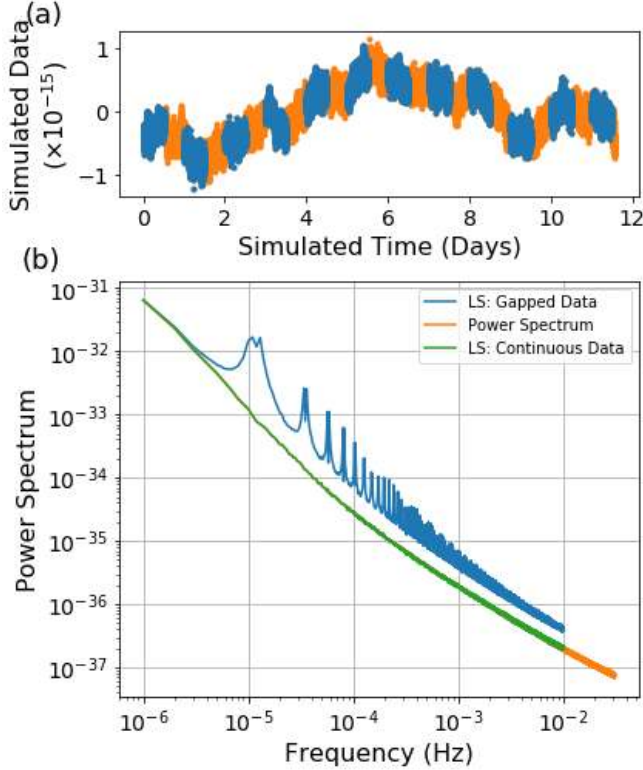 (a)
Simulated Data
(×10⁻¹⁵)
1
0
−1
0 2 4 6 8 10 12
Simulated Time (Days)
(b)
Power Spectrum
10⁻³¹
10⁻³²
10⁻³³
10⁻³⁴
10⁻³⁵
10⁻³⁶
10⁻³⁷
LS: Gapped Data
Power Spectrum
LS: Continuous Data
10⁻⁶ 10⁻⁵ 10⁻⁴ 10⁻³ 10⁻²
Frequency (Hz)